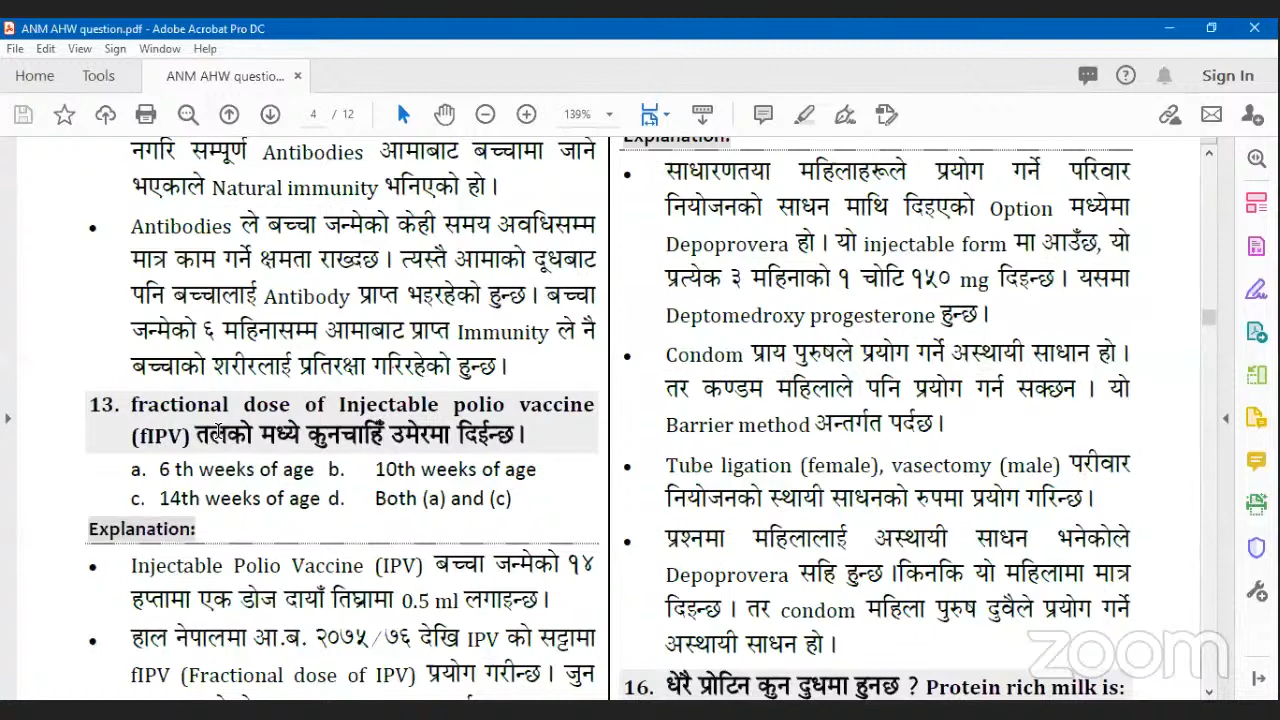 ANM AHW question.pdf - Adobe Acrobat Pro DC
File Edit View Sign Window Help
Home Tools ANM AHW questio... × Sign In
4 / 12 139%
नगरि सम्पूर्ण Antibodies आमाबाट बच्चामा जाने
भएकाले Natural immunity भनिएको हो।
• Antibodies ले बच्चा जन्मेको केही समय अवधिसम्म
मात्र काम गर्ने क्षमता राख्दछ। त्यस्तै आमाको दूधबाट
पनि बच्चालाई Antibody प्राप्त भइरहेको हुन्छ। बच्चा
जन्मेको ६ महिनासम्म आमाबाट प्राप्त Immunity ले नै
बच्चाको शरीरलाई प्रतिरक्षा गरिरहेको हुन्छ।
13. fractional dose of Injectable polio vaccine
(fIPV) तलको मध्ये कुनचाहिँ उमेरमा दिईन्छ।
a. 6 th weeks of age b. 10th weeks of age
c. 14th weeks of age d. Both (a) and (c)
Explanation:
• Injectable Polio Vaccine (IPV) बच्चा जन्मेको १४
हप्तामा एक डोज दायाँ तिघ्रामा 0.5 ml लगाइन्छ।
• हाल नेपालमा आ.ब. २०७५/७६ देखि IPV को सट्टामा
fIPV (Fractional dose of IPV) प्रयोग गरीन्छ। जुन
Explanation:
• साधारणतया महिलाहरूले प्रयोग गर्ने परिवार
नियोजनको साधन माथि दिइएको Option मध्येमा
Depoprovera हो। यो injectable form मा आउँछ, यो
प्रत्येक ३ महिनाको १ चोटि १५० mg दिइन्छ। यसमा
Deptomedroxy progesterone हुन्छ।
• Condom प्राय पुरुषले प्रयोग गर्ने अस्थायी साधान हो।
तर कण्डम महिलाले पनि प्रयोग गर्न सक्छन । यो
Barrier method अन्तर्गत पर्दछ।
• Tube ligation (female), vasectomy (male) परीवार
नियोजनको स्थायी साधनको रुपमा प्रयोग गरिन्छ।
• प्रश्नमा महिलालाई अस्थायी साधन भनेकोले
Depoprovera सहि हुन्छ।किनकि यो महिलामा मात्र
दिइन्छ। तर condom महिला पुरुष दुवैले प्रयोग गर्ने
अस्थायी साधन हो।
16. धेरै प्रोटिन कुन दुधमा हुनछ ? Protein rich milk is:
zoom